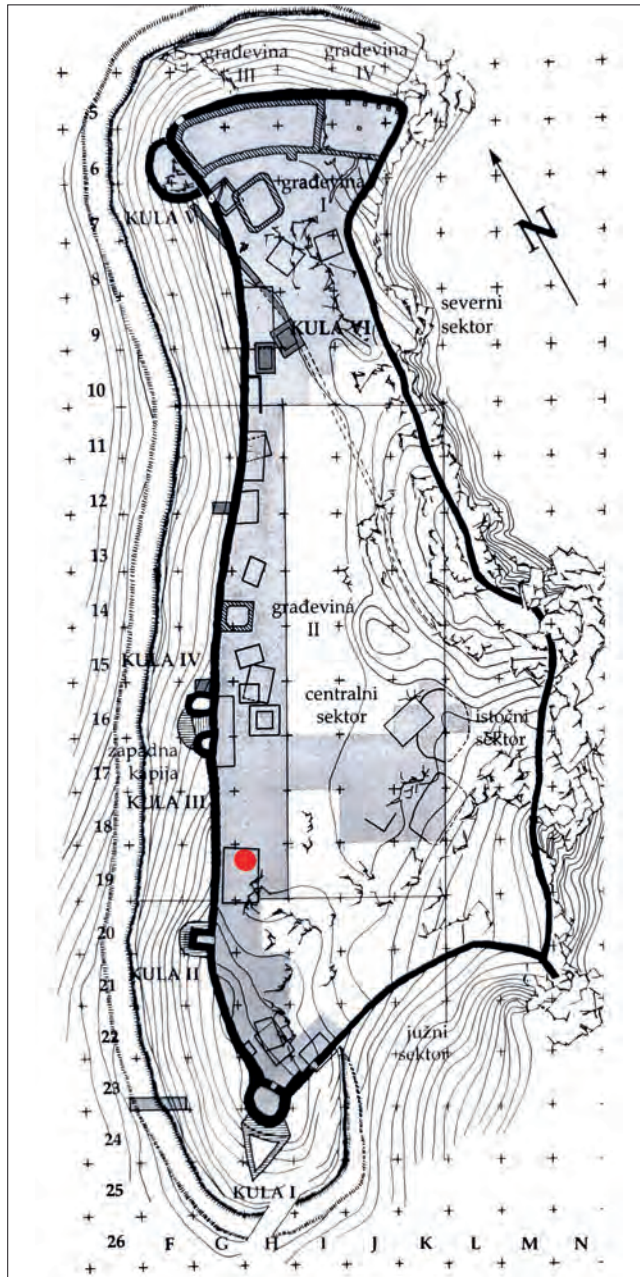 građevina III
građevina IV
5
6
građevina I
KULA V
7
N
8
severni sektor
KULA VI
9
10
11
12
13
građevina II
14
KULA IV
15
centralni sektor
istočni sektor
16
zapadna kapija
17
KULA III
18
19
20
KULA II
21
22
južni sektor
23
24
KULA I
25
26 F G H I J K L M N